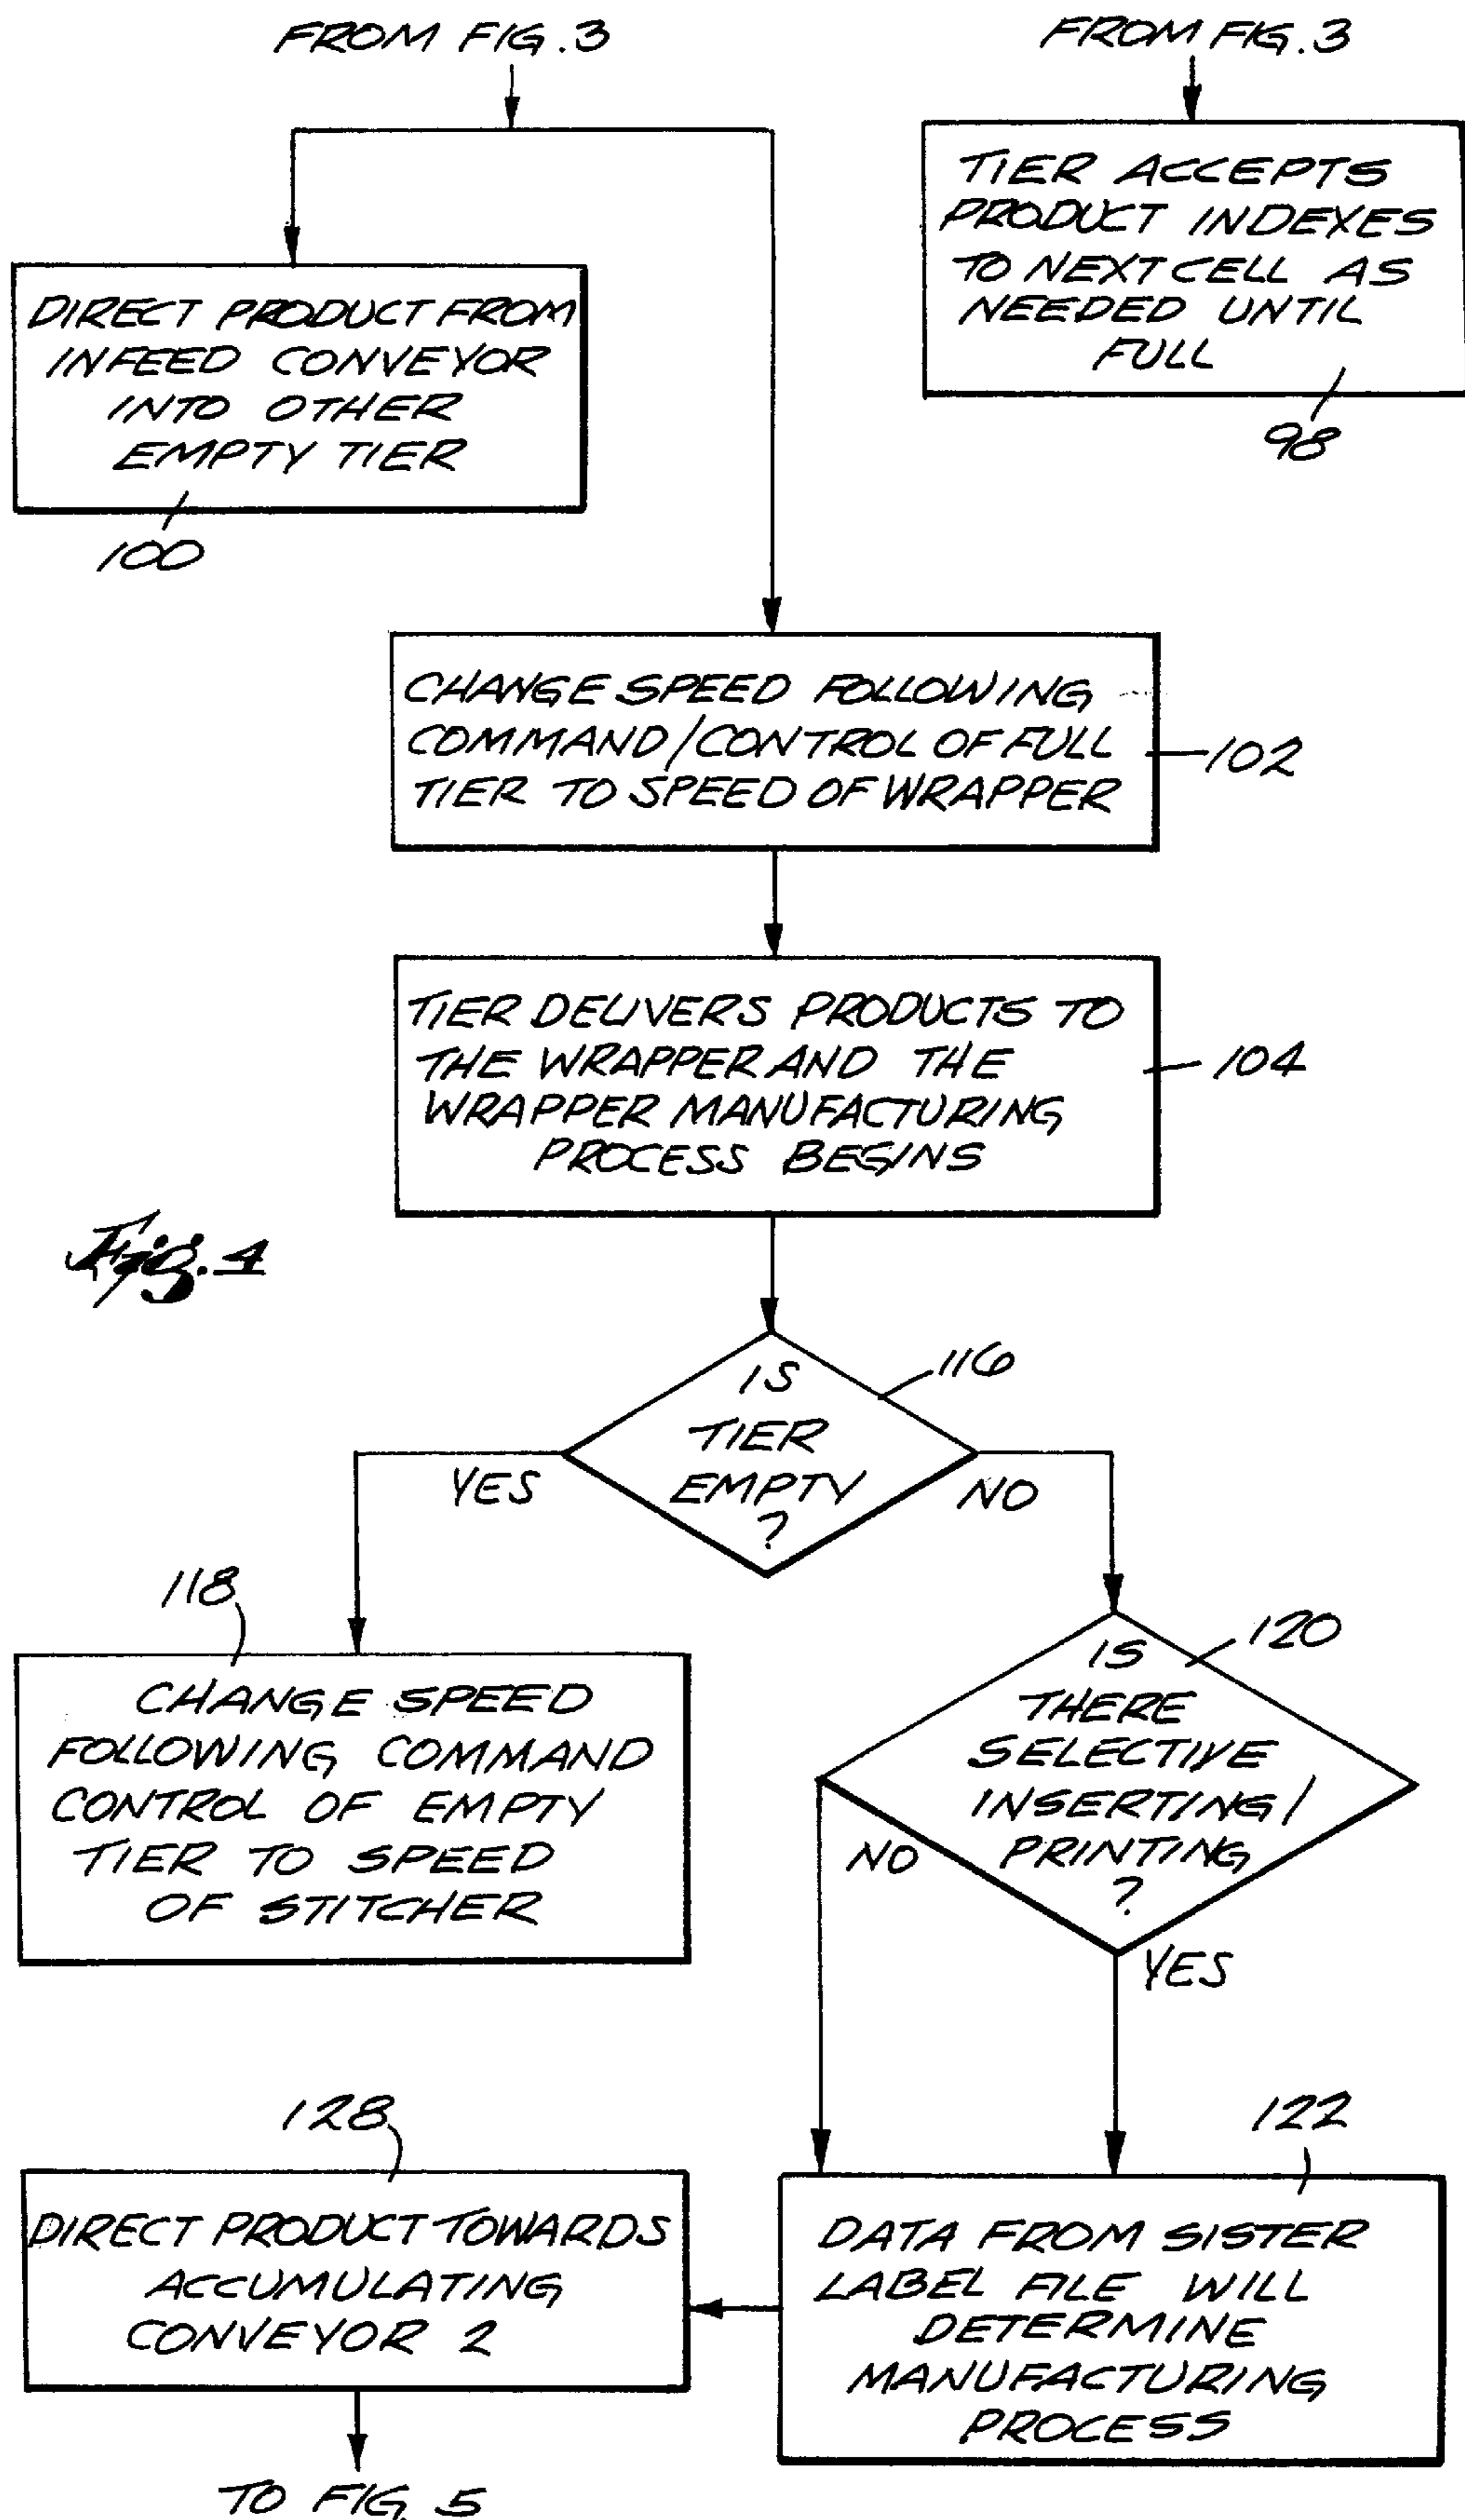 FROM FIG. 3
FROM FIG. 3
TIER ACCEPTS
PRODUCT INDEXES
TO NEXT CELL AS
NEEDED UNTIL
FULL
98
DIRECT PRODUCT FROM
INFEED CONVEYOR
INTO OTHER
EMPTY TIER
100
CHANGE SPEED FOLLOWING
COMMAND/CONTROL OF FULL
TIER TO SPEED OF WRAPPER
102
TIER DELIVERS PRODUCTS TO
THE WRAPPER AND THE
WRAPPER MANUFACTURING
PROCESS BEGINS
104
Fig. 4
IS
TIER
EMPTY
?
116
YES
NO
118
CHANGE SPEED
FOLLOWING COMMAND
CONTROL OF EMPTY
TIER TO SPEED
OF STITCHER
120
IS
THERE
SELECTIVE
INSERTING/
PRINTING
?
NO
YES
128
DIRECT PRODUCT TOWARDS
ACCUMULATING
CONVEYOR 2
122
DATA FROM SISTER
LABEL FILE WILL
DETERMINE
MANUFACTURING
PROCESS
TO FIG. 5